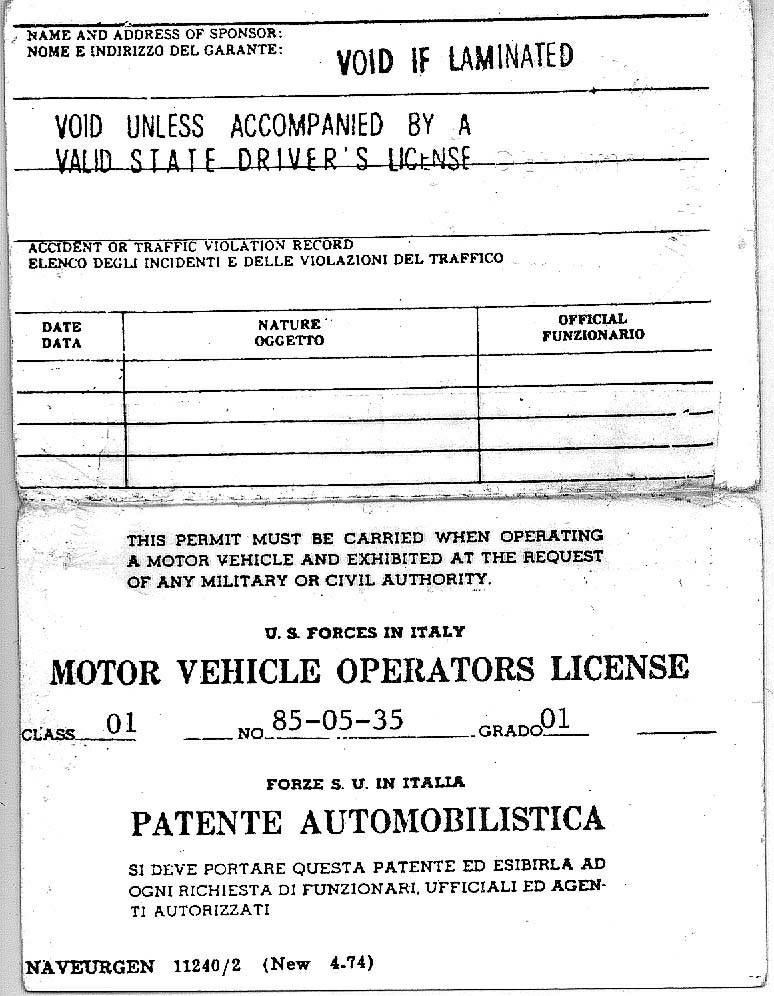 NAME AND ADDRESS OF SPONSOR:
NOME E INDIRIZZO DEL GARANTE:
VOID IF LAMINATED
VOID UNLESS ACCOMPANIED BY A
VALID STATE DRIVER'S LICENSE
ACCIDENT OR TRAFFIC VIOLATION RECORD
ELENCO DEGLI INCIDENTI E DELLE VIOLAZIONI DEL TRAFFICO
DATE NATURE OFFICIAL
DATA OGGETTO FUNZIONARIO
THIS PERMIT MUST BE CARRIED WHEN OPERATING
A MOTOR VEHICLE AND EXHIBITED AT THE REQUEST
OF ANY MILITARY OR CIVIL AUTHORITY.
U. S. FORCES IN ITALY
MOTOR VEHICLE OPERATORS LICENSE
CLASS 01 NO 85-05-35 GRADO 01
FORZE S. U. IN ITALIA
PATENTE AUTOMOBILISTICA
SI DEVE PORTARE QUESTA PATENTE ED ESIBIRLA AD
OGNI RICHIESTA DI FUNZIONARI, UFFICIALI ED AGEN-
TI AUTORIZZATI
NAVEURGEN 11240/2 (New 4-74)